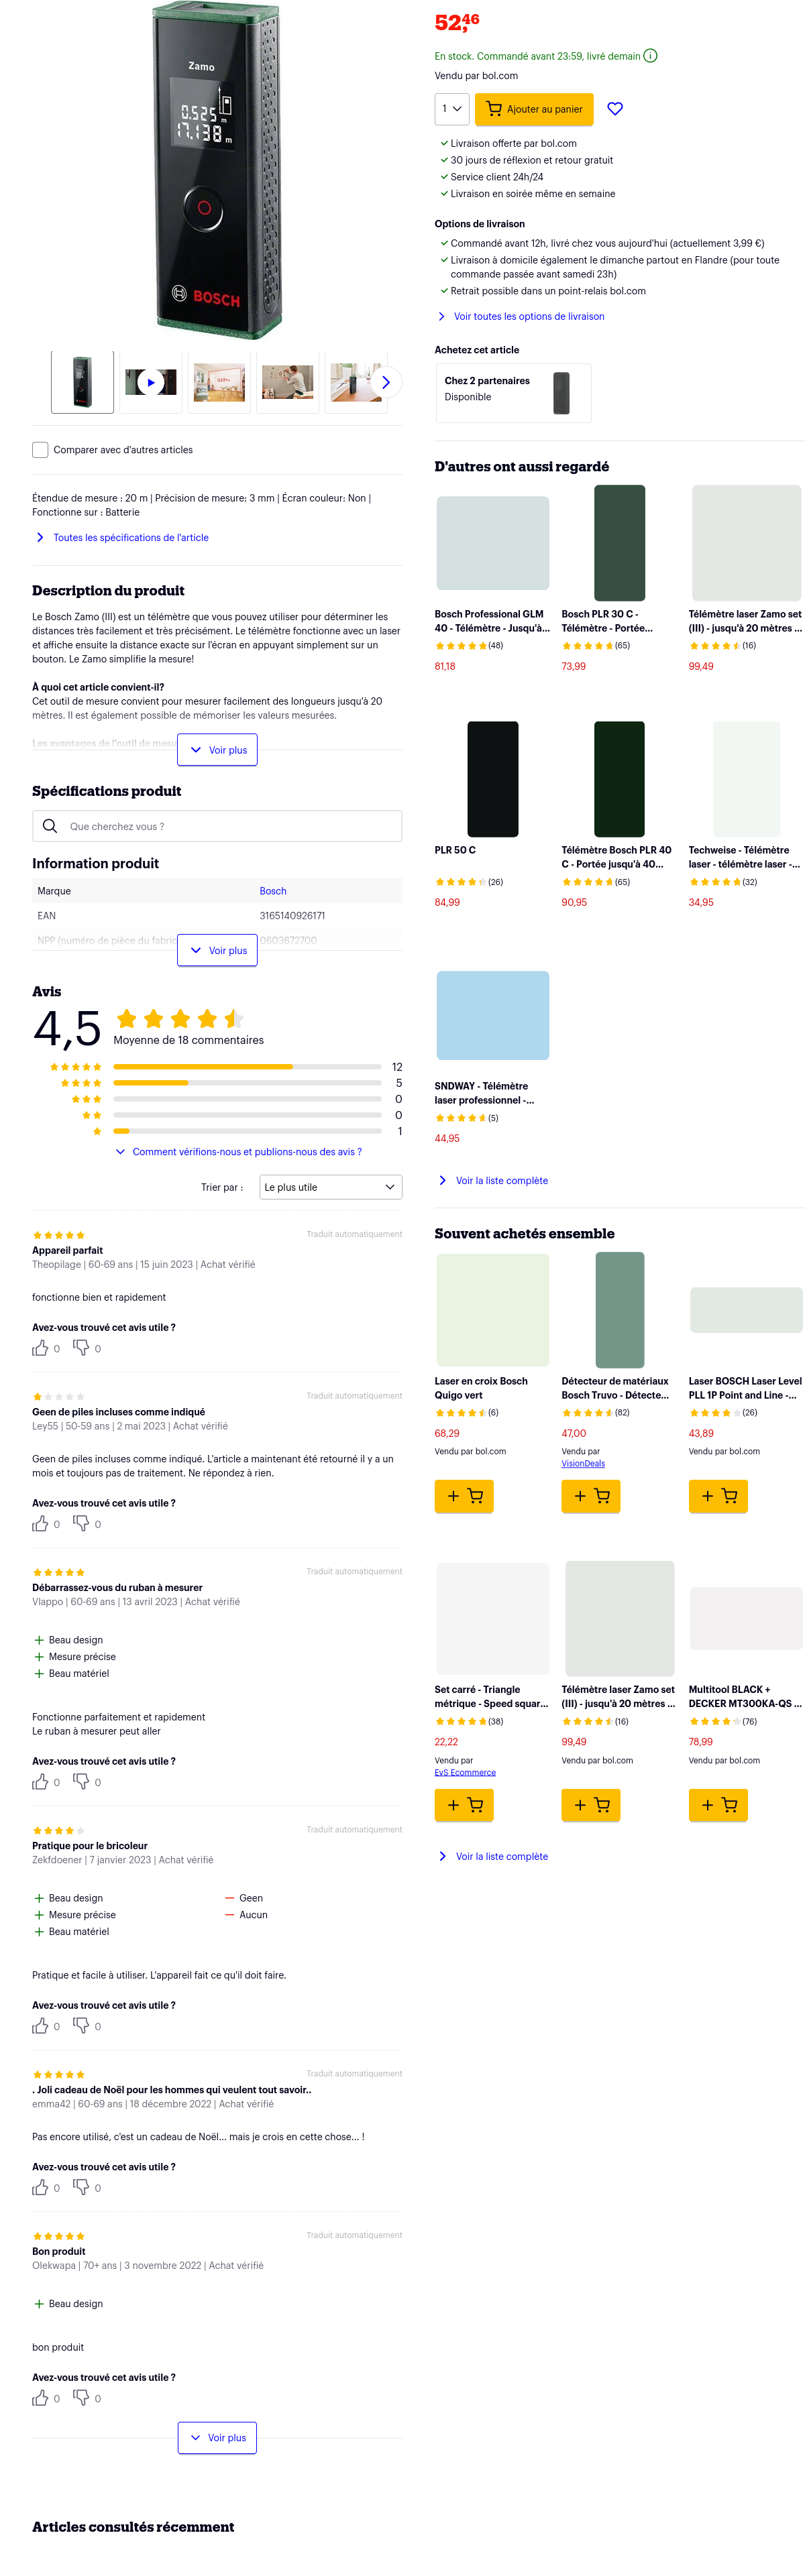 Zamo
0.525 m
17.138 m
BOSCH
Comparer avec d'autres articles
Étendue de mesure : 20 m | Précision de mesure: 3 mm | Écran couleur: Non |
Fonctionne sur : Batterie
Toutes les spécifications de l'article
Description du produit
Le Bosch Zamo (III) est un télémètre que vous pouvez utiliser pour déterminer les
distances très facilement et très précisément. Le télémètre fonctionne avec un laser
et affiche ensuite la distance exacte sur l'écran en appuyant simplement sur un
bouton. Le Zamo simplifie la mesure!
À quoi cet article convient-il?
Cet outil de mesure convient pour mesurer facilement des longueurs jusqu'à 20
mètres. Il est également possible de mémoriser les valeurs mesurées.
Les avantages de l'outil de mesu
Voir plus
Spécifications produit
Que cherchez vous ?
Information produit
Marque Bosch
EAN 3165140926171
NPP (numéro de pièce du fabric 0603672700
Voir plus
Avis
4,5
Moyenne de 18 commentaires
12
5
0
0
1
Comment vérifions-nous et publions-nous des avis ?
Trier par : Le plus utile
Traduit automatiquement
Appareil parfait
Theopilage | 60-69 ans | 15 juin 2023 | Achat vérifié
fonctionne bien et rapidement
Avez-vous trouvé cet avis utile ?
0 0
Traduit automatiquement
Geen de piles incluses comme indiqué
Ley55 | 50-59 ans | 2 mai 2023 | Achat vérifié
Geen de piles incluses comme indiqué. L'article a maintenant été retourné il y a un
mois et toujours pas de traitement. Ne répondez à rien.
Avez-vous trouvé cet avis utile ?
0 0
Traduit automatiquement
Débarrassez-vous du ruban à mesurer
Vlappo | 60-69 ans | 13 avril 2023 | Achat vérifié
Beau design
Mesure précise
Beau matériel
Fonctionne parfaitement et rapidement
Le ruban à mesurer peut aller
Avez-vous trouvé cet avis utile ?
0 0
Traduit automatiquement
Pratique pour le bricoleur
Zekfdoener | 7 janvier 2023 | Achat vérifié
Beau design Geen
Mesure précise Aucun
Beau matériel
Pratique et facile à utiliser. L'appareil fait ce qu'il doit faire.
Avez-vous trouvé cet avis utile ?
0 0
Traduit automatiquement
. Joli cadeau de Noël pour les hommes qui veulent tout savoir..
emma42 | 60-69 ans | 18 décembre 2022 | Achat vérifié
Pas encore utilisé, c'est un cadeau de Noël... mais je crois en cette chose... !
Avez-vous trouvé cet avis utile ?
0 0
Traduit automatiquement
Bon produit
Olekwapa | 70+ ans | 3 novembre 2022 | Achat vérifié
Beau design
bon produit
Avez-vous trouvé cet avis utile ?
0 0
Voir plus
Articles consultés récemment
52,46
En stock. Commandé avant 23:59, livré demain
Vendu par bol.com
1 Ajouter au panier
Livraison offerte par bol.com
30 jours de réflexion et retour gratuit
Service client 24h/24
Livraison en soirée même en semaine
Options de livraison
Commandé avant 12h, livré chez vous aujourd'hui (actuellement 3,99 €)
Livraison à domicile également le dimanche partout en Flandre (pour toute
commande passée avant samedi 23h)
Retrait possible dans un point-relais bol.com
Voir toutes les options de livraison
Achetez cet article
Chez 2 partenaires
Disponible
D'autres ont aussi regardé
Bosch Professional GLM
40 - Télémètre - Jusqu'à...
(48)
81,18
Bosch PLR 30 C -
Télémètre - Portée...
(65)
73,99
Télémètre laser Zamo set
(III) - jusqu'à 20 mètres ...
(16)
99,49
PLR 50 C
(26)
84,99
Télémètre Bosch PLR 40
C - Portée jusqu'à 40...
(65)
90,95
Techweise - Télémètre
laser - télémètre laser -...
(32)
34,95
SNDWAY - Télémètre
laser professionnel -...
(5)
44,95
Voir la liste complète
Souvent achetés ensemble
Laser en croix Bosch
Quigo vert
(6)
68,29
Vendu par bol.com
Détecteur de matériaux
Bosch Truvo - Détecte...
(82)
47,00
Vendu par
VisionDeals
Laser BOSCH Laser Level
PLL 1P Point and Line -...
(26)
43,89
Vendu par bol.com
Set carré - Triangle
métrique - Speed squar...
(38)
22,22
Vendu par
EvS Ecommerce
Télémètre laser Zamo set
(III) - jusqu'à 20 mètres ...
(16)
99,49
Vendu par bol.com
Multitool BLACK +
DECKER MT300KA-QS ...
(76)
78,99
Vendu par bol.com
Voir la liste complète